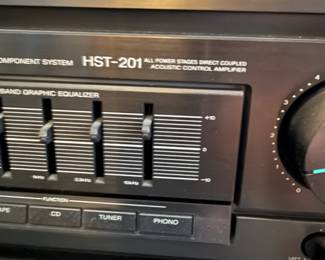 COMPONENT SYSTEM HST-201 ALL POWER STAGES DIRECT COUPLED
ACOUSTIC CONTROL AMPLIFIER
BAND GRAPHIC EQUALIZER
+10
0
-10
FUNCTION
TAPE CD TUNER PHONO